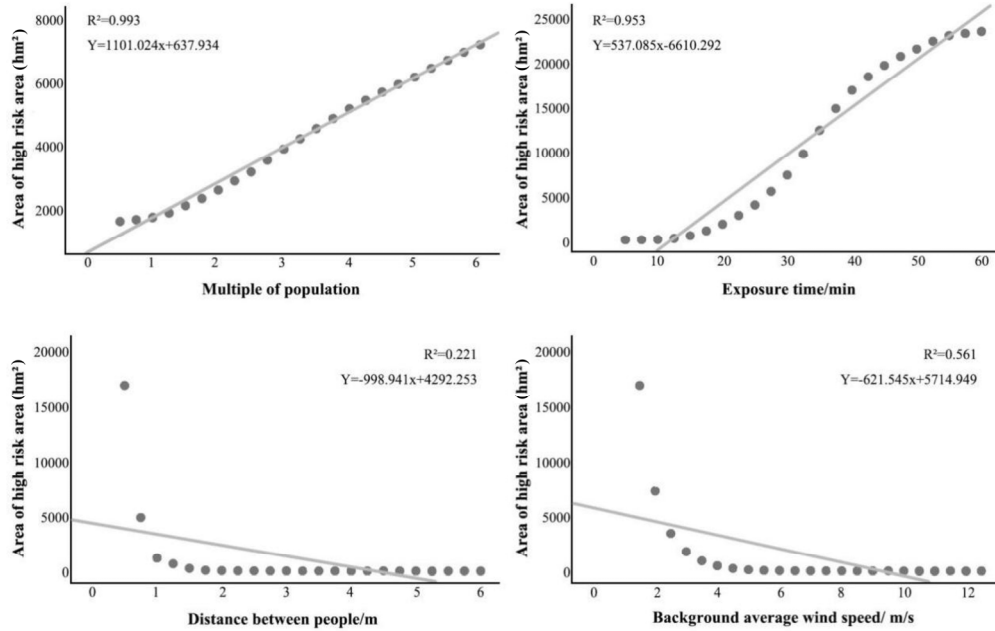 Area of high risk area (hm²)
8000
6000
4000
2000
R²=0.993
Y=1101.024x+637.934
0 1 2 3 4 5 6
Multiple of population
Area of high risk area (hm²)
25000
20000
15000
10000
5000
0
R²=0.953
Y=537.085x-6610.292
0 10 20 30 40 50 60
Exposure time/min
Area of high risk area (hm²)
20000
15000
10000
5000
0
R²=0.221
Y=-998.941x+4292.253
0 1 2 3 4 5 6
Distance between people/m
Area of high risk area (hm²)
20000
15000
10000
5000
0
R²=0.561
Y=-621.545x+5714.949
0 2 4 6 8 10 12
Background average wind speed/ m/s